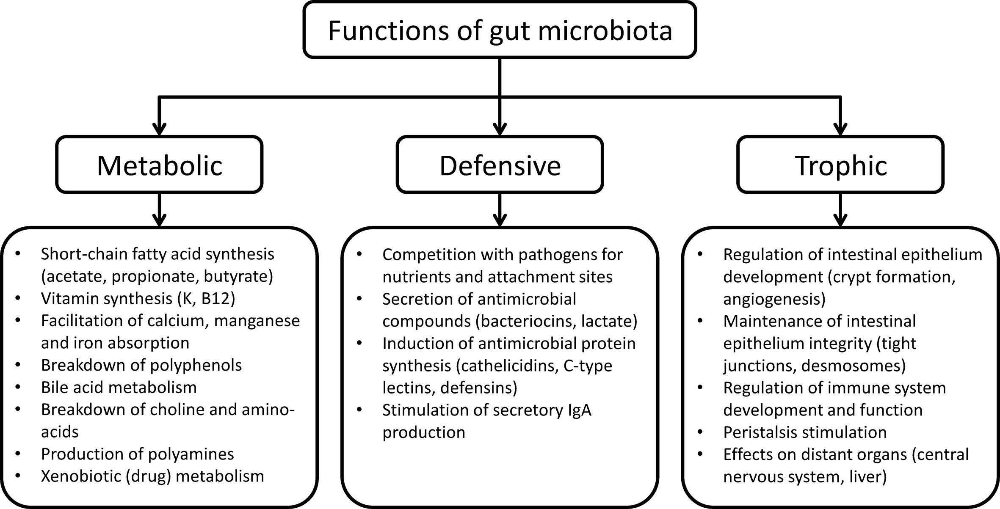 Functions of gut microbiota
Metabolic
Defensive
Trophic
• Short-chain fatty acid synthesis
(acetate, propionate, butyrate)
• Vitamin synthesis (K, B12)
• Facilitation of calcium, manganese
and iron absorption
• Breakdown of polyphenols
• Bile acid metabolism
• Breakdown of choline and amino-
acids
• Production of polyamines
• Xenobiotic (drug) metabolism
• Competition with pathogens for
nutrients and attachment sites
• Secretion of antimicrobial
compounds (bacteriocins, lactate)
• Induction of antimicrobial protein
synthesis (cathelicidins, C-type
lectins, defensins)
• Stimulation of secretory IgA
production
• Regulation of intestinal epithelium
development (crypt formation,
angiogenesis)
• Maintenance of intestinal
epithelium integrity (tight
junctions, desmosomes)
• Regulation of immune system
development and function
• Peristalsis stimulation
• Effects on distant organs (central
nervous system, liver)